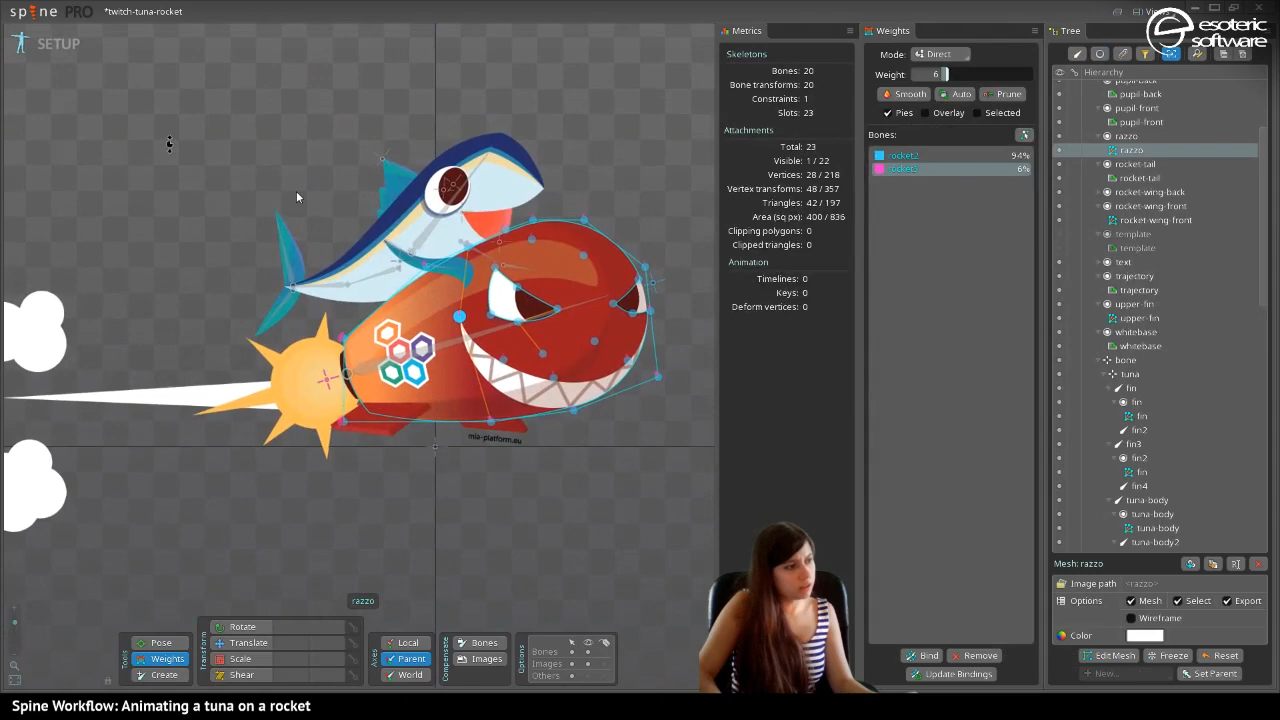 spine PRO
*twitch-tuna-rocket
Views
esoteric
software
SETUP
mia-platform.eu
razzo
Tools
Pose
Weights
Create
Transform
Rotate
Translate
Scale
Shear
Axes
Local
Parent
World
Compensate
Bones
Images
Options
Bones
Images
Others
Metrics
Skeletons
Bones: 20
Bone transforms: 20
Constraints: 1
Slots: 23
Attachments
Total: 23
Visible: 1 / 22
Vertices: 28 / 218
Vertex transforms: 48 / 357
Triangles: 42 / 197
Area (sq px): 400 / 836
Clipping polygons: 0
Clipped triangles: 0
Animation
Timelines: 0
Keys: 0
Deform vertices: 0
Weights
Mode: Direct
Weight: 6
Smooth Auto Prune
Pies Overlay Selected
Bones:
rocket2 94%
6%
Bind Remove
Update Bindings
Tree
Hierarchy
pupil-back
pupil-back
pupil-front
pupil-front
razzo
razzo
rocket-tail
rocket-tail
rocket-wing-back
rocket-wing-front
rocket-wing-front
template
template
text
trajectory
trajectory
upper-fin
upper-fin
whitebase
whitebase
bone
tuna
fin
fin
fin
fin2
fin3
fin2
fin
fin4
tuna-body
tuna-body
tuna-body
tuna-body2
Mesh: razzo
Image path <razzo>
Options Mesh Select Export
Wireframe
Color
Edit Mesh Freeze Reset
New... Set Parent
Spine Workflow: Animating a tuna on a rocket